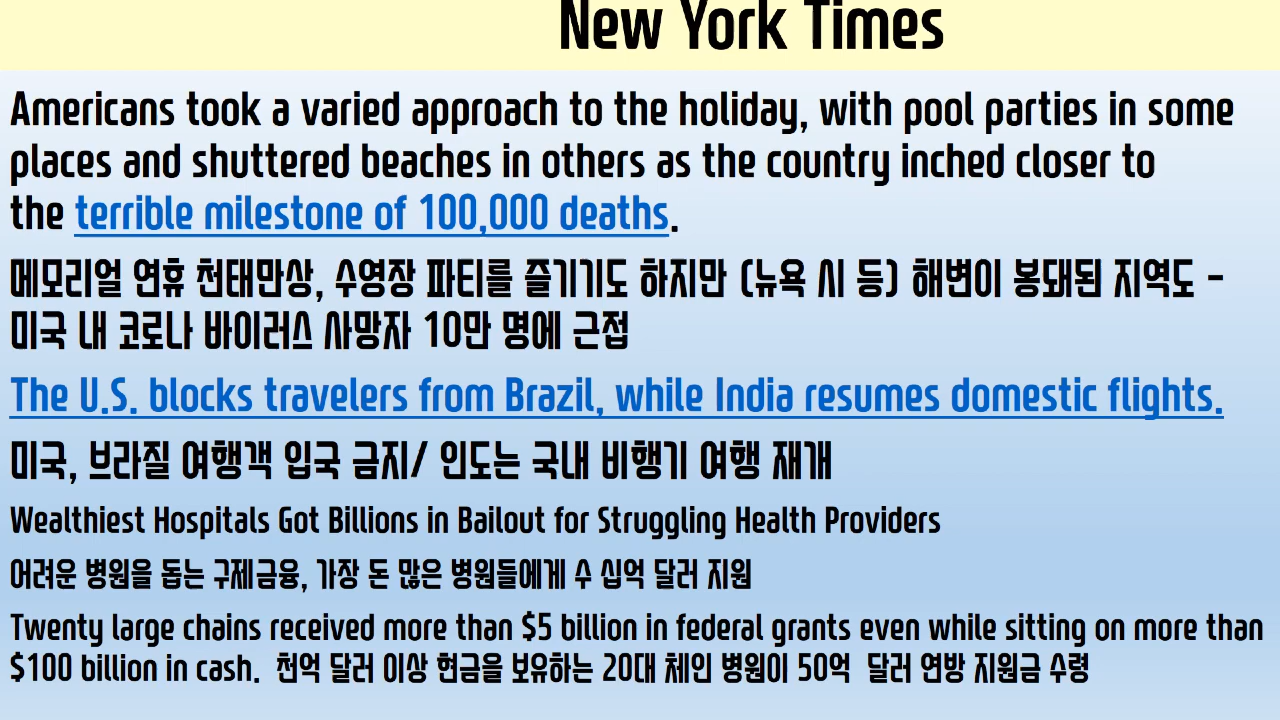 New York Times
Americans took a varied approach to the holiday, with pool parties in some
places and shuttered beaches in others as the country inched closer to
the terrible milestone of 100,000 deaths.
메모리얼 연휴 천태만상, 수영장 파티를 즐기기도 하지만 (뉴욕 시 등) 해변이 봉돼된 지역도 -
미국 내 코로나 바이러스 사망자 10만 명에 근접
The U.S. blocks travelers from Brazil, while India resumes domestic flights.
미국, 브라질 여행객 입국 금지/ 인도는 국내 비행기 여행 재개
Wealthiest Hospitals Got Billions in Bailout for Struggling Health Providers
어려운 병원을 돕는 구제금융, 가장 돈 많은 병원들에게 수 십억 달러 지원
Twenty large chains received more than $5 billion in federal grants even while sitting on more than
$100 billion in cash. 천억 달러 이상 현금을 보유하는 20대 체인 병원이 50억 달러 연방 지원금 수령